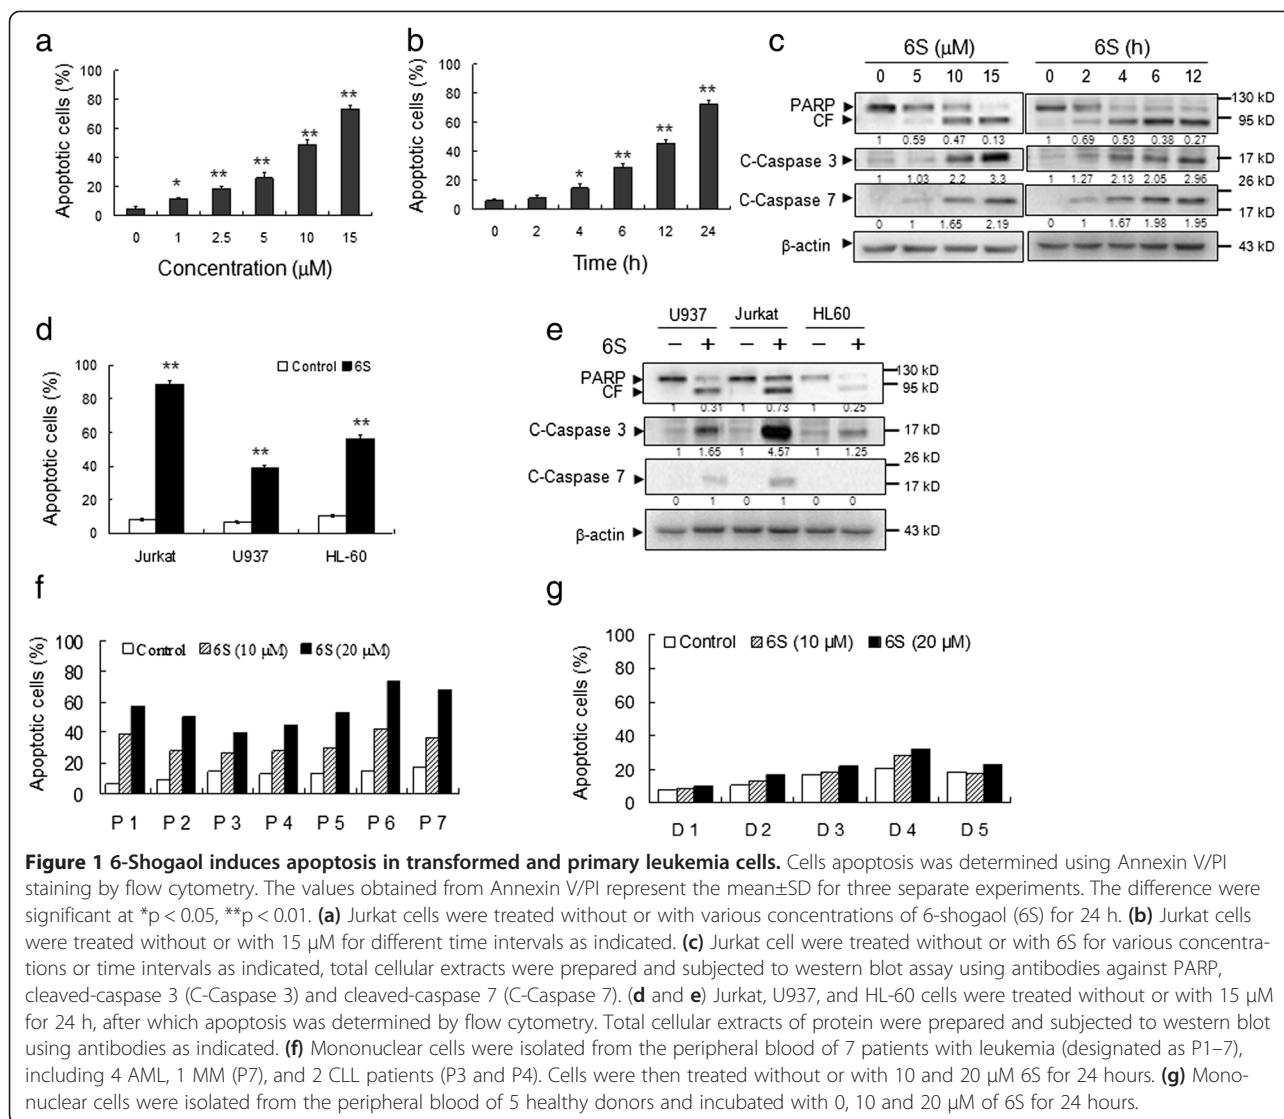 a
Apoptotic cells (%)
100
80
60
40
20
0
*
**
**
**
**
0 1 2.5 5 10 15
Concentration (µM)
b
Apoptotic cells (%)
100
80
60
40
20
0
*
**
**
**
0 2 4 6 12 24
Time (h)
c
6S (µM) 6S (h)
0 5 10 15 0 2 4 6 12
PARP 130 kD
CF 95 kD
1 0.59 0.47 0.13 1 0.69 0.53 0.38 0.27
C-Caspase 3 17 kD
1 1.03 2.2 3.3 1 1.27 2.13 2.05 2.96
26 kD
C-Caspase 7
17 kD
0 1 1.65 2.19 0 1 1.67 1.98 1.95
β-actin 43 kD
d
Apoptotic cells (%)
100
80
60
40
20
0
Control 6S
**
**
**
Jurkat U937 HL-60
e
U937 Jurkat HL60
6S − + − + − +
PARP 130 kD
CF 95 kD
1 0.31 1 0.73 1 0.25
C-Caspase 3 17 kD
1 1.65 1 4.57 1 1.25
26 kD
C-Caspase 7
17 kD
0 1 0 1 0 0
β-actin 43 kD
f
Apoptotic cells (%)
100
80
60
40
20
0
Control 6S (10 µM) 6S (20 µM)
P 1 P 2 P 3 P 4 P 5 P 6 P 7
g
Apoptotic cells (%)
100
80
60
40
20
0
Control 6S (10 µM) 6S (20 µM)
D 1 D 2 D 3 D 4 D 5
Figure 1 6-Shogaol induces apoptosis in transformed and primary leukemia cells. Cells apoptosis was determined using Annexin V/PI
staining by flow cytometry. The values obtained from Annexin V/PI represent the mean±SD for three separate experiments. The difference were
significant at *p < 0.05, **p < 0.01. (a) Jurkat cells were treated without or with various concentrations of 6-shogaol (6S) for 24 h. (b) Jurkat cells
were treated without or with 15 µM for different time intervals as indicated. (c) Jurkat cell were treated without or with 6S for various concentra-
tions or time intervals as indicated, total cellular extracts were prepared and subjected to western blot assay using antibodies against PARP,
cleaved-caspase 3 (C-Caspase 3) and cleaved-caspase 7 (C-Caspase 7). (d and e) Jurkat, U937, and HL-60 cells were treated without or with 15 µM
for 24 h, after which apoptosis was determined by flow cytometry. Total cellular extracts of protein were prepared and subjected to western blot
using antibodies as indicated. (f) Mononuclear cells were isolated from the peripheral blood of 7 patients with leukemia (designated as P1–7),
including 4 AML, 1 MM (P7), and 2 CLL patients (P3 and P4). Cells were then treated without or with 10 and 20 µM 6S for 24 hours. (g) Mono-
nuclear cells were isolated from the peripheral blood of 5 healthy donors and incubated with 0, 10 and 20 µM of 6S for 24 hours.